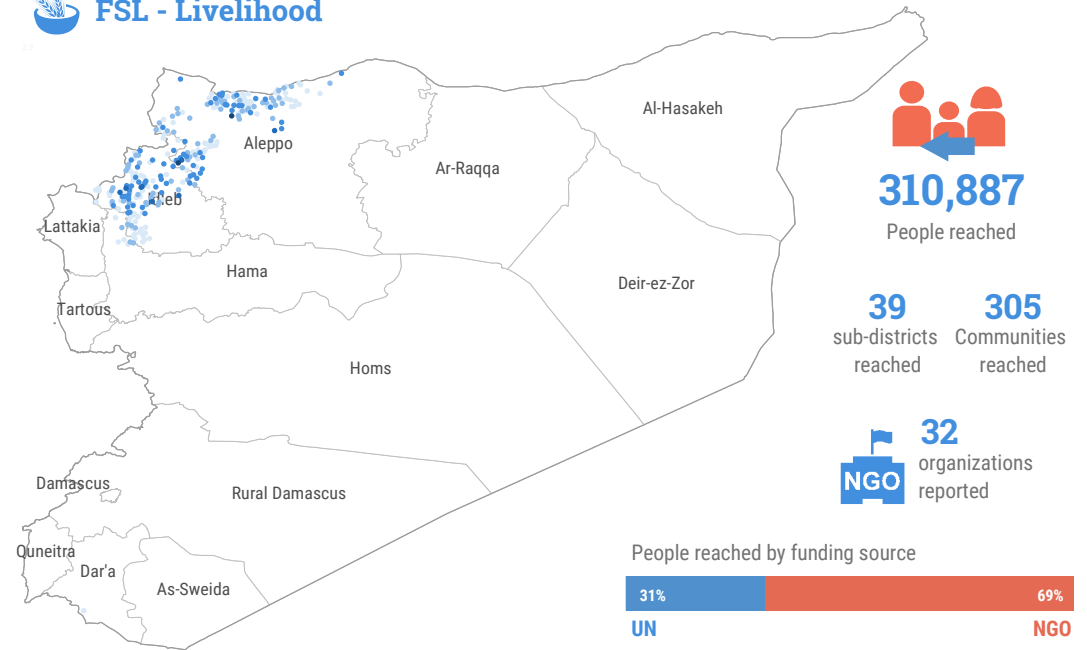 FSL - Livelihood
Al-Hasakeh
Aleppo
Ar-Raqqa
310,887
People reached
Lattakia
Hama
Deir-ez-Zor
Tartous
39
sub-districts
reached
305
Communities
reached
Homs
32
organizations
reported
NGO
Damascus
Rural Damascus
Quneitra
Dar'a
As-Sweida
People reached by funding source
31%
69%
UN
NGO